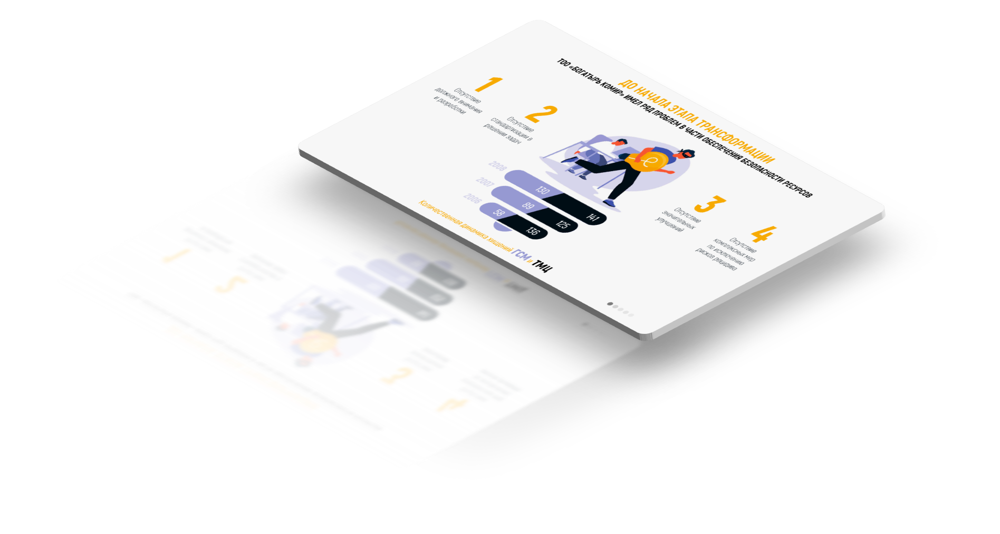 ДО НАЧАЛА ЭТАПА ТРАНСФОРМАЦИИ
ТОО «БОГАТЫРЬ КОМИР» ИМЕЛ РЯД ПРОБЛЕМ В ЧАСТИ ОБЕСПЕЧЕНИЯ БЕЗОПАСНОСТИ РЕСУРСОВ
1
Отсутствие
должного внимания
и разработки
2
Отсутствие
стандартизации в
решении задач
3
Отсутствие
значительных
улучшений
4
Отсутствие
комплексных мер
по исключению
рисков рецидива
2008 130 141
2007 89 125
2006 58 136
Количественная динамика хищений ГСМ и ТМЦ